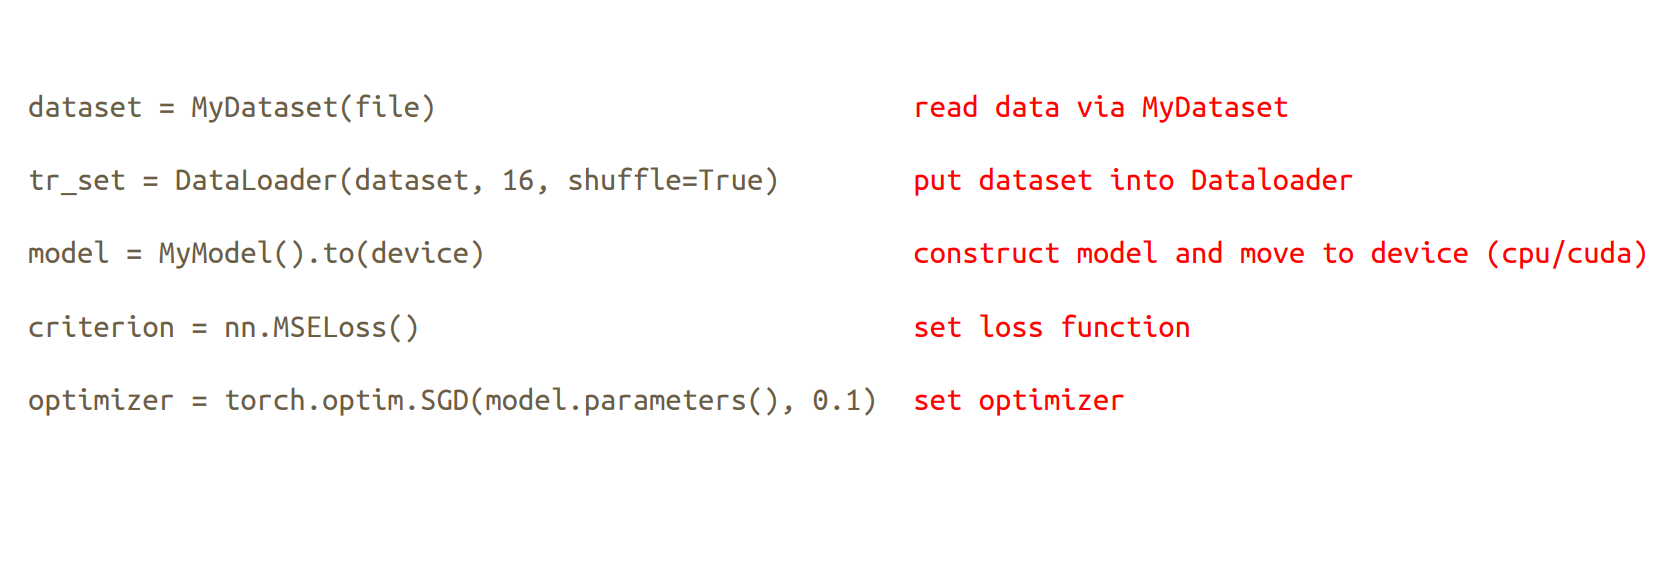 dataset = MyDataset(file) read data via MyDataset
tr_set = DataLoader(dataset, 16, shuffle=True) put dataset into Dataloader
model = MyModel().to(device) construct model and move to device (cpu/cuda)
criterion = nn.MSELoss() set loss function
optimizer = torch.optim.SGD(model.parameters(), 0.1) set optimizer